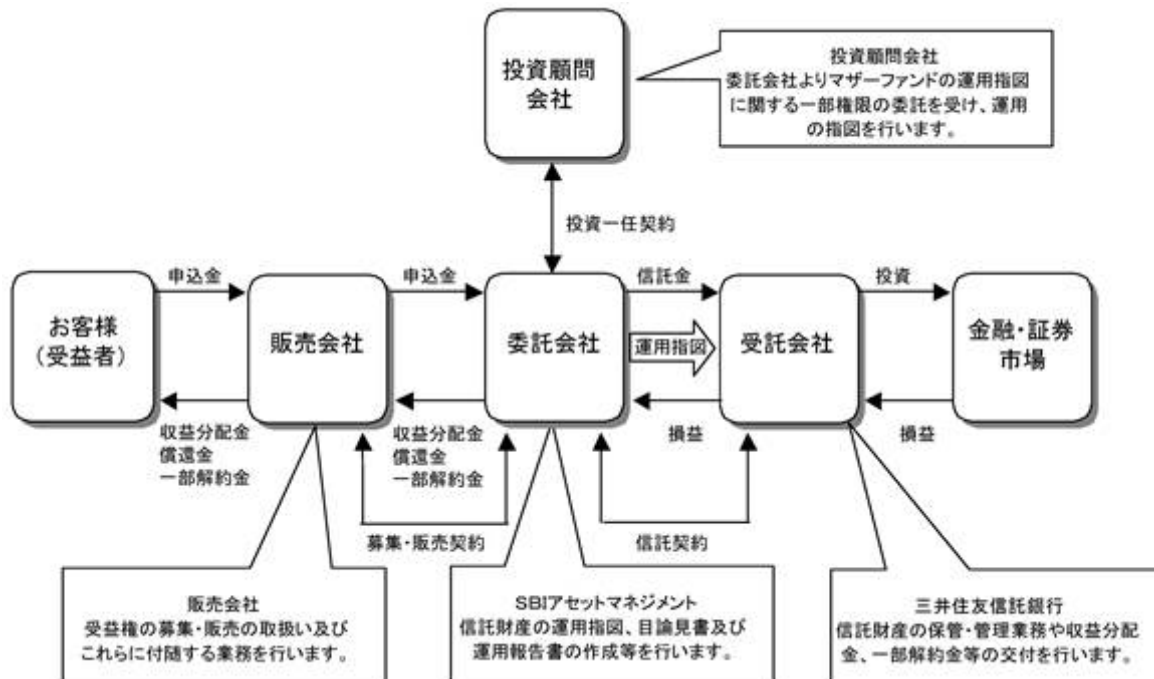 投資顧問
会社
投資顧問会社
委託会社よりマザーファンドの運用指図
に関する一部権限の委託を受け、運用
の指図を行います。
投資一任契約
お客様
（受益者）
申込金
販売会社
申込金
委託会社
信託金
運用指図
受託会社
投資
金融・証券
市場
収益分配金
償還金
一部解約金
収益分配金
償還金
一部解約金
損益
損益
募集・販売契約
信託契約
販売会社
受益権の募集・販売の取扱い及び
これらに付随する業務を行います。
SBIアセットマネジメント
信託財産の運用指図、目論見書及び
運用報告書の作成等を行います。
三井住友信託銀行
信託財産の保管・管理業務や収益分配
金、一部解約金等の交付を行います。